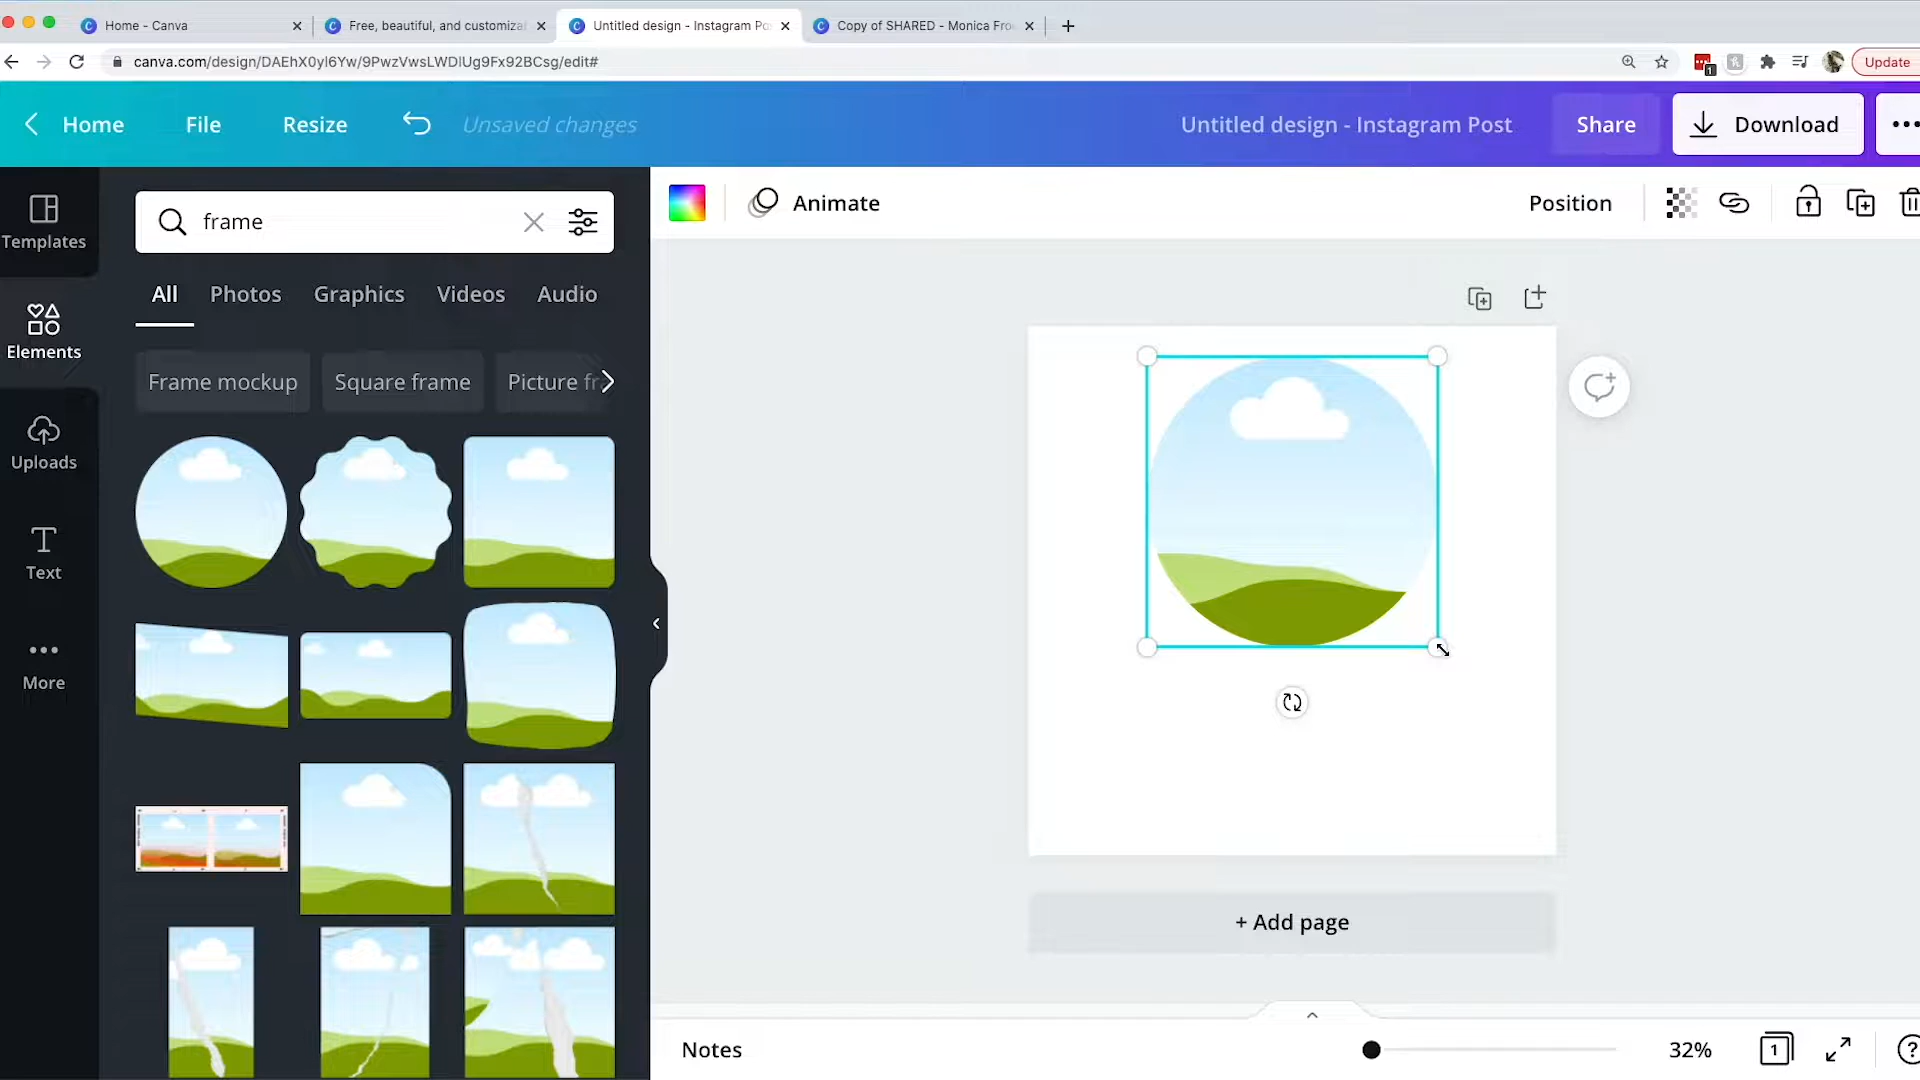 Home - Canva
Free, beautiful, and customiza
Untitled design - Instagram Po
Copy of SHARED - Monica Fro
canva.com/design/DAEhX0yl6Yw/9PwzVwsLWDlUg9Fx92BCsg/edit#
1
Update
Home
File
Resize
Unsaved changes
Untitled design - Instagram Post
Share
Download
Templates
Elements
Uploads
Text
More
frame
All
Photos
Graphics
Videos
Audio
Frame mockup
Square frame
Picture fr
Animate
Position
+ Add page
Notes
32%
1
?